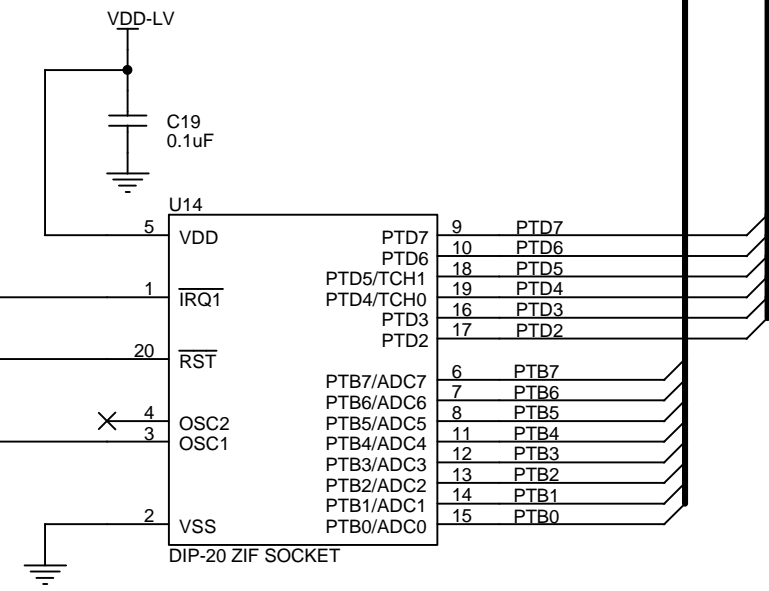 VDD-LV
C19
0.1uF
U14
5 VDD PTD7 9 PTD7
PTD6 10 PTD6
PTD5/TCH1 18 PTD5
1 IRQ1 PTD4/TCH0 19 PTD4
PTD3 16 PTD3
PTD2 17 PTD2
20 RST
PTB7/ADC7 6 PTB7
PTB6/ADC6 7 PTB6
4 OSC2 PTB5/ADC5 8 PTB5
3 OSC1 PTB4/ADC4 11 PTB4
PTB3/ADC3 12 PTB3
PTB2/ADC2 13 PTB2
PTB1/ADC1 14 PTB1
2 VSS PTB0/ADC0 15 PTB0
DIP-20 ZIF SOCKET